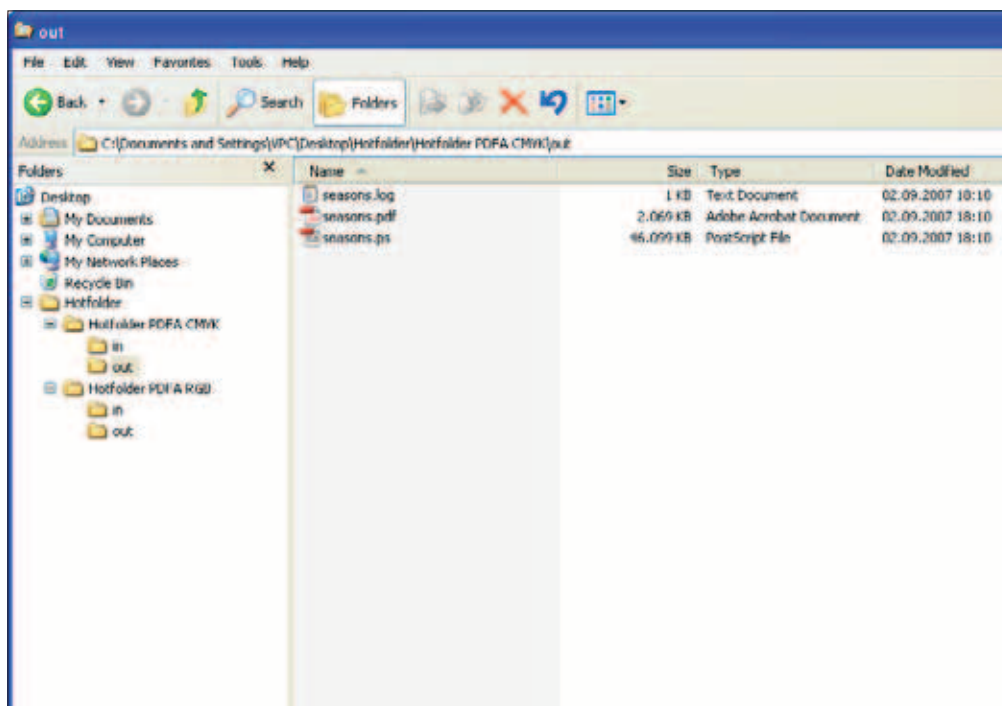 out
File Edit View Favorites Tools Help
Back Search Folders
Address C:\Documents and Settings\VPC\Desktop\Hotfolder\Hotfolder PDFA CMYK\out
Folders Name Size Type Date Modified
Desktop
My Documents
My Computer
My Network Places
Recycle Bin
Hotfolder
Hotfolder PDFA CMYK
in
out
Hotfolder PDFA RGB
in
out
seasons.log 1 KB Text Document 02.09.2007 18:10
seasons.pdf 2.069 KB Adobe Acrobat Document 02.09.2007 18:10
seasons.ps 46.099 KB PostScript File 02.09.2007 18:10